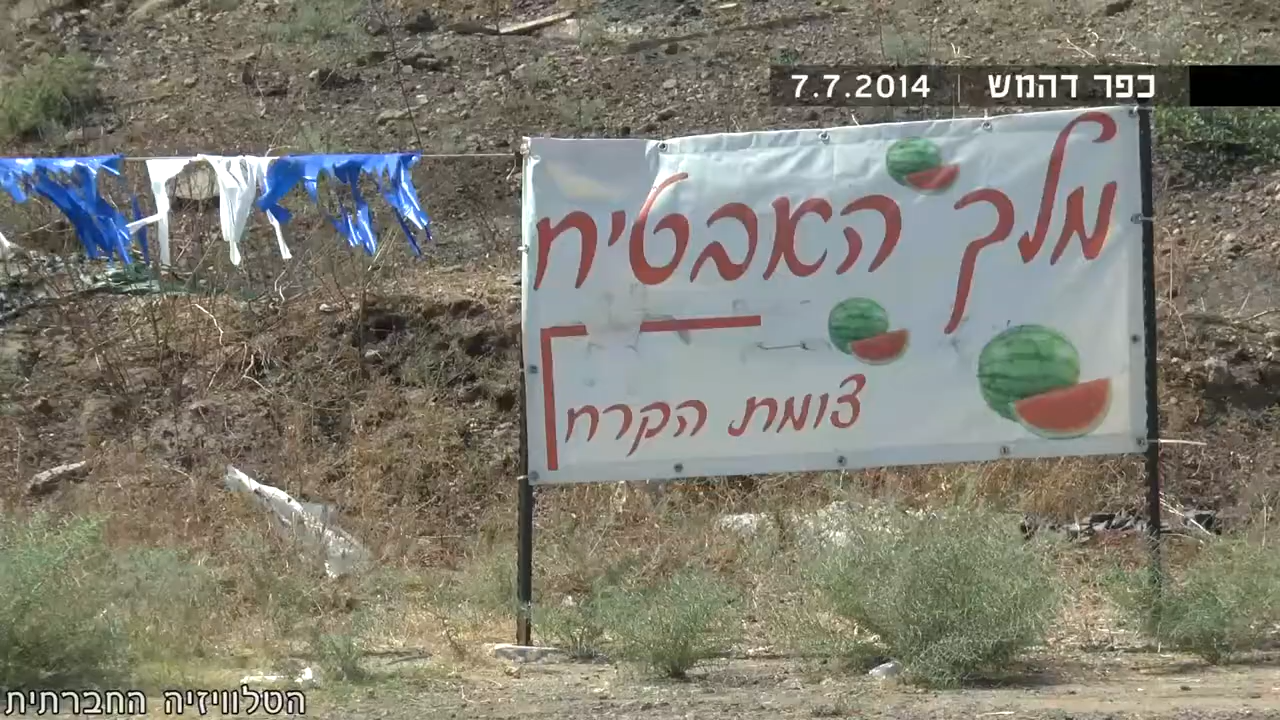 כפר דהמש | 7.7.2014
מלך האבטיח
צומת הקרח
הטלוויזיה החברתית